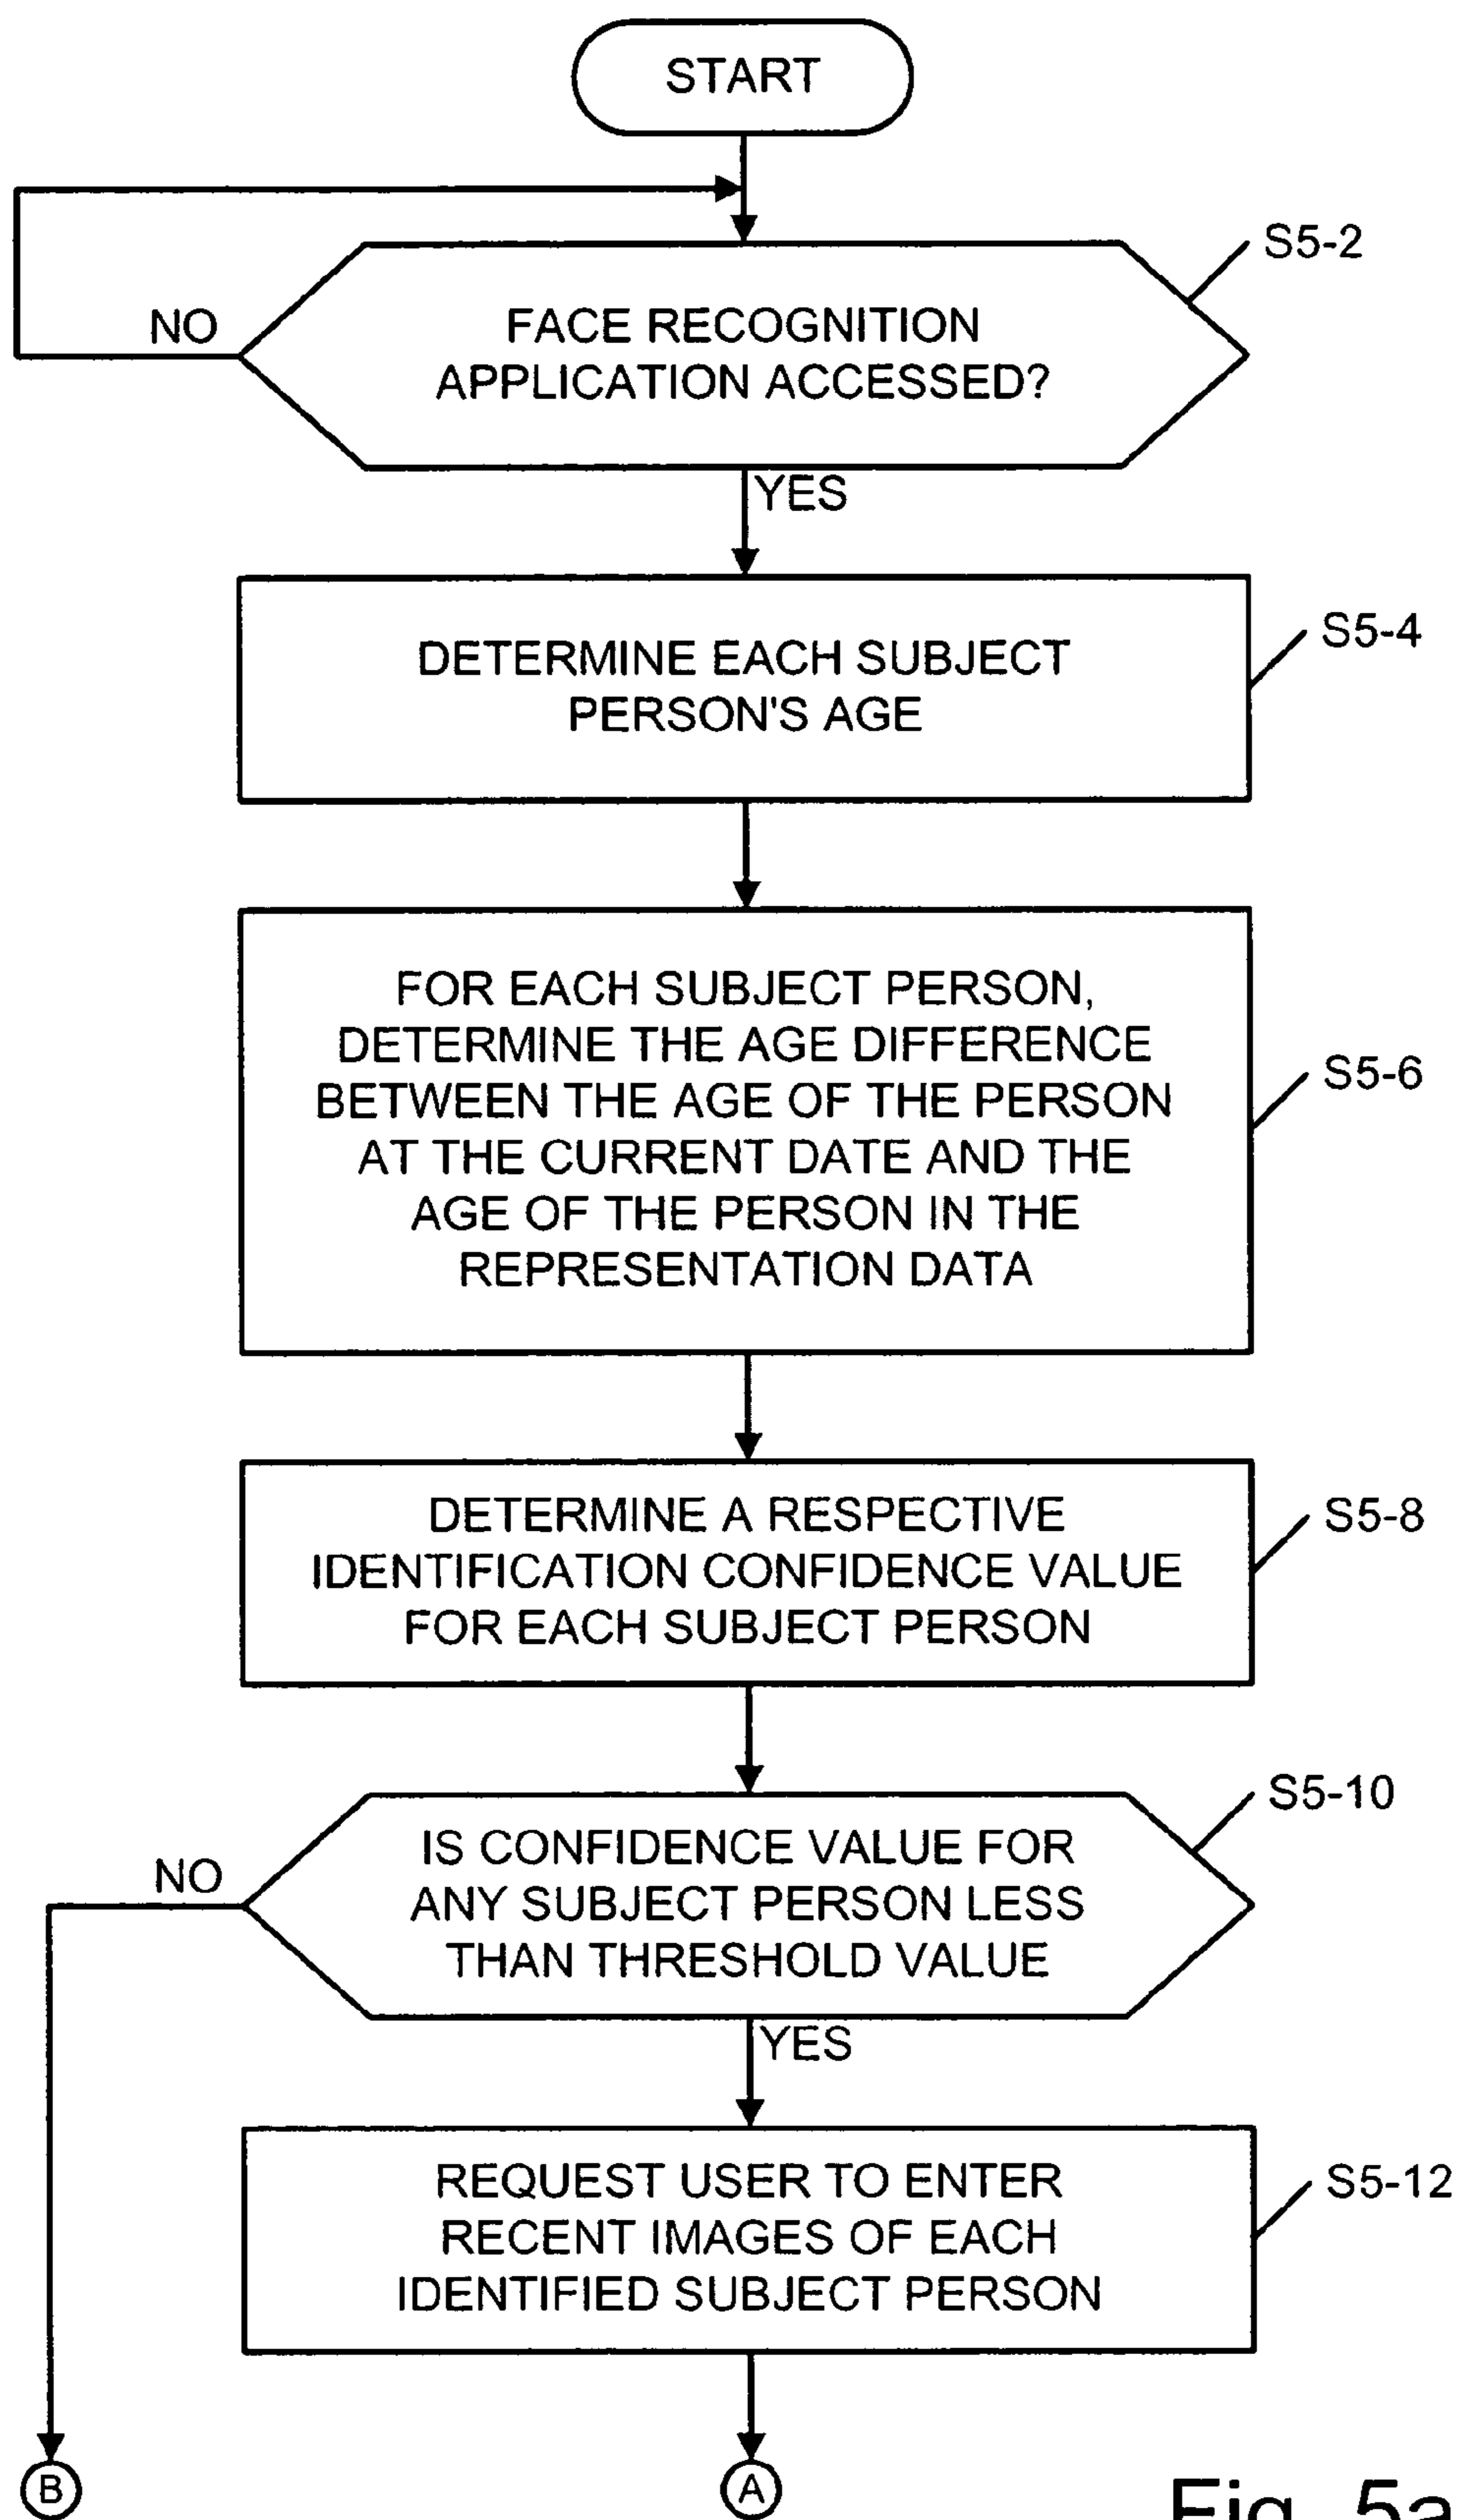 START
S5-2
NO
FACE RECOGNITION
APPLICATION ACCESSED?
YES
S5-4
DETERMINE EACH SUBJECT
PERSON'S AGE
FOR EACH SUBJECT PERSON,
DETERMINE THE AGE DIFFERENCE
BETWEEN THE AGE OF THE PERSON
AT THE CURRENT DATE AND THE
AGE OF THE PERSON IN THE
REPRESENTATION DATA
S5-6
DETERMINE A RESPECTIVE
IDENTIFICATION CONFIDENCE VALUE
FOR EACH SUBJECT PERSON
S5-8
S5-10
NO
IS CONFIDENCE VALUE FOR
ANY SUBJECT PERSON LESS
THAN THRESHOLD VALUE
YES
REQUEST USER TO ENTER
RECENT IMAGES OF EACH
IDENTIFIED SUBJECT PERSON
S5-12
B
A
Fig. 5a